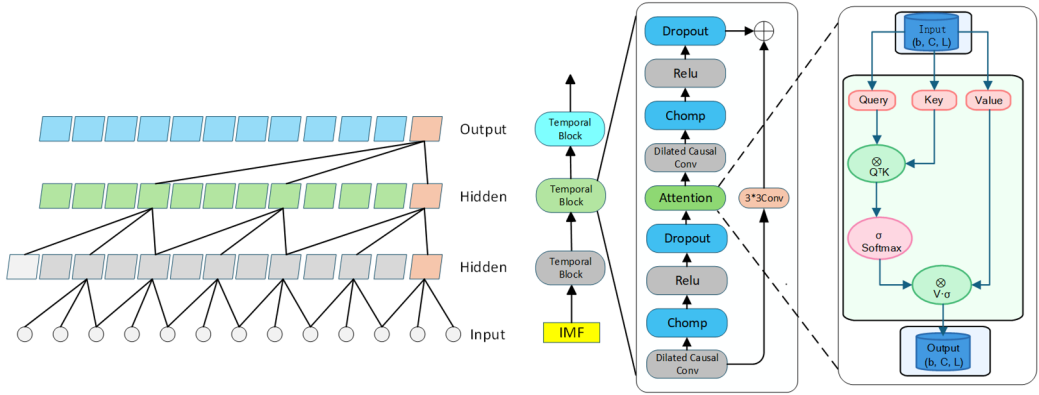 Output
Hidden
Hidden
Input
Temporal
Block
Temporal
Block
Temporal
Block
IMF
Dropout
Relu
Chomp
Dilated Causal
Conv
Attention
Dropout
Relu
Chomp
Dilated Causal
Conv
3*3Conv
Input
(b, C, L)
Query
Key
Value
⊗
QᵀK
σ
Softmax
⊗
V·σ
Output
(b, C, L)